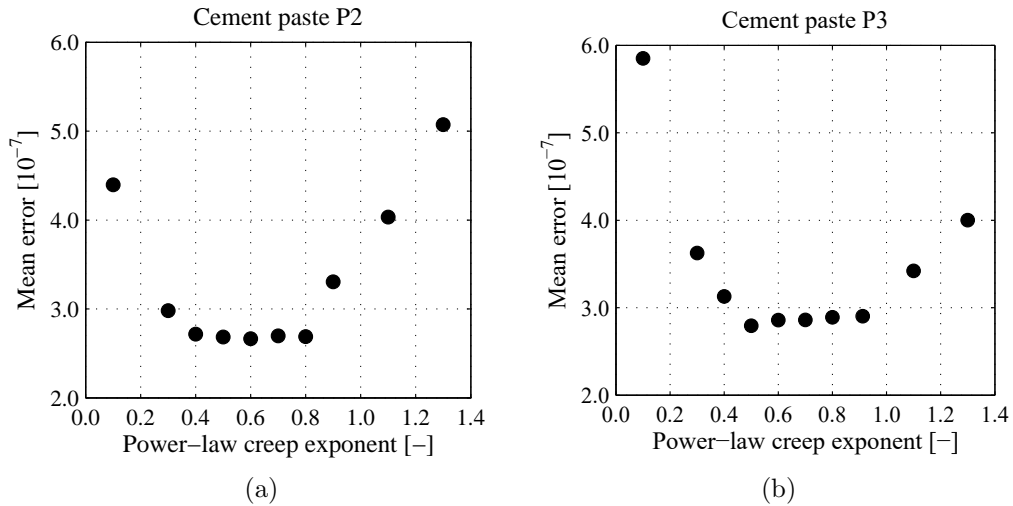 Cement paste P2
6.0
5.0
4.0
3.0
2.0
Mean error [10⁻⁷]
0.0 0.2 0.4 0.6 0.8 1.0 1.2 1.4
Power−law creep exponent [−]
(a)
Cement paste P3
6.0
5.0
4.0
3.0
2.0
Mean error [10⁻⁷]
0.0 0.2 0.4 0.6 0.8 1.0 1.2 1.4
Power−law creep exponent [−]
(b)